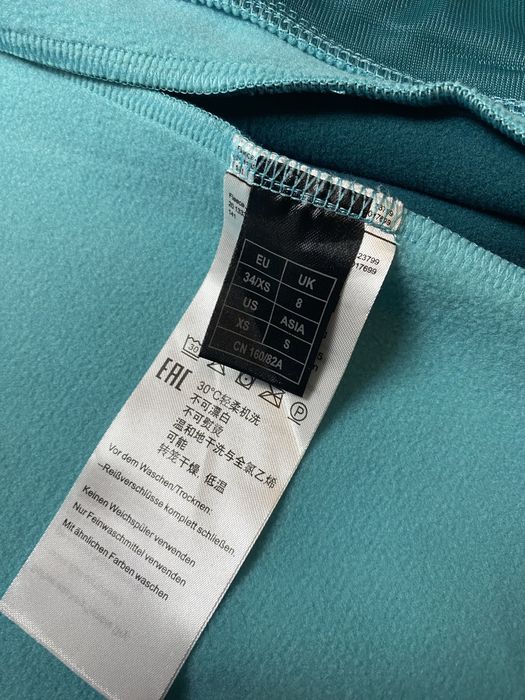 EU UK
34/XS 8
US ASIA
XS S
CN 160/82A
23799
017699
30
P
EAC
30°C轻柔机洗
不可漂白
不可熨烫
温和地干洗与全氯乙烯
可能
转笼干燥, 低温
Vor dem Waschen/Trocknen:
–Reißverschlüsse komplett schließen.
Keinen Weichspüler verwenden
Nur Feinwaschmittel verwenden
Mit ähnlichen Farben waschen